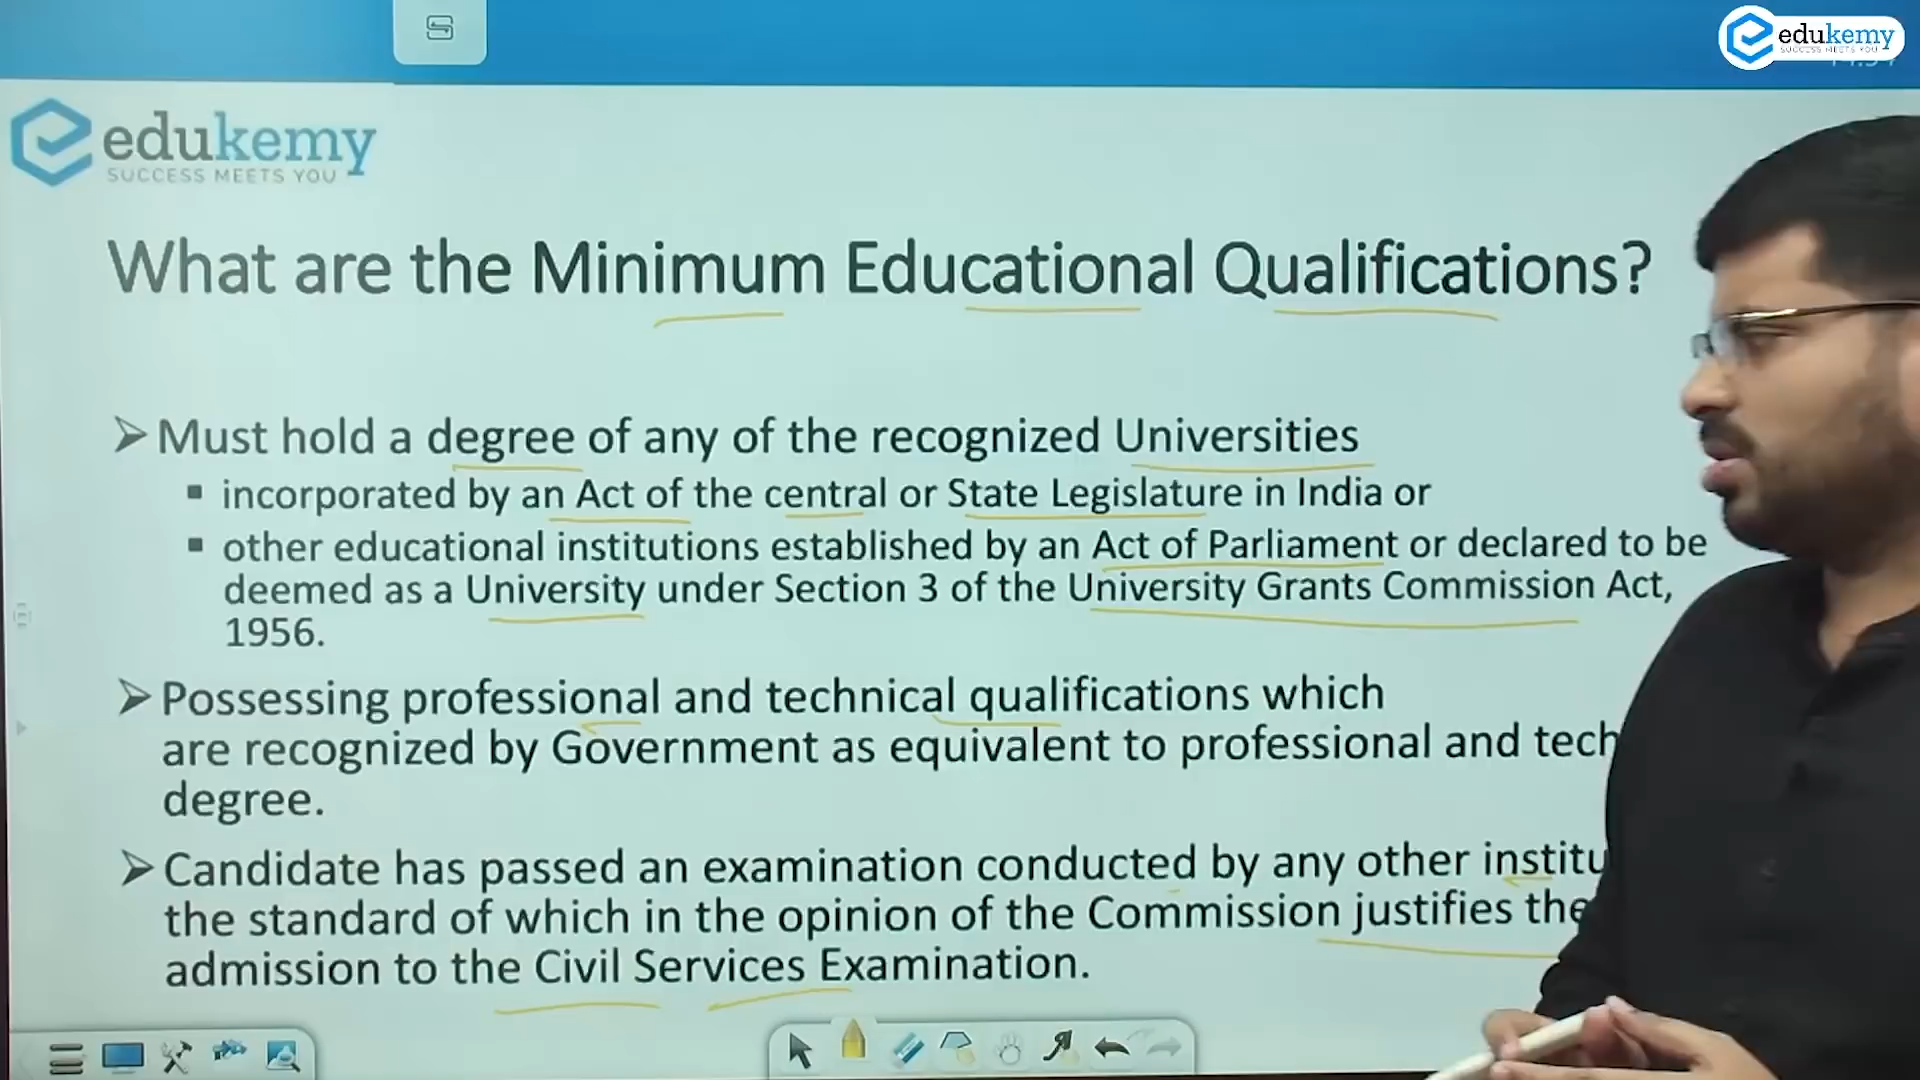 edukemy
SUCCESS MEETS YOU
edukemy
SUCCESS MEETS YOU
What are the Minimum Educational Qualifications?
Must hold a degree of any of the recognized Universities
incorporated by an Act of the central or State Legislature in India or
other educational institutions established by an Act of Parliament or declared to be
deemed as a University under Section 3 of the University Grants Commission Act,
1956.
Possessing professional and technical qualifications which
are recognized by Government as equivalent to professional and tech
degree.
Candidate has passed an examination conducted by any other institu
the standard of which in the opinion of the Commission justifies the
admission to the Civil Services Examination.